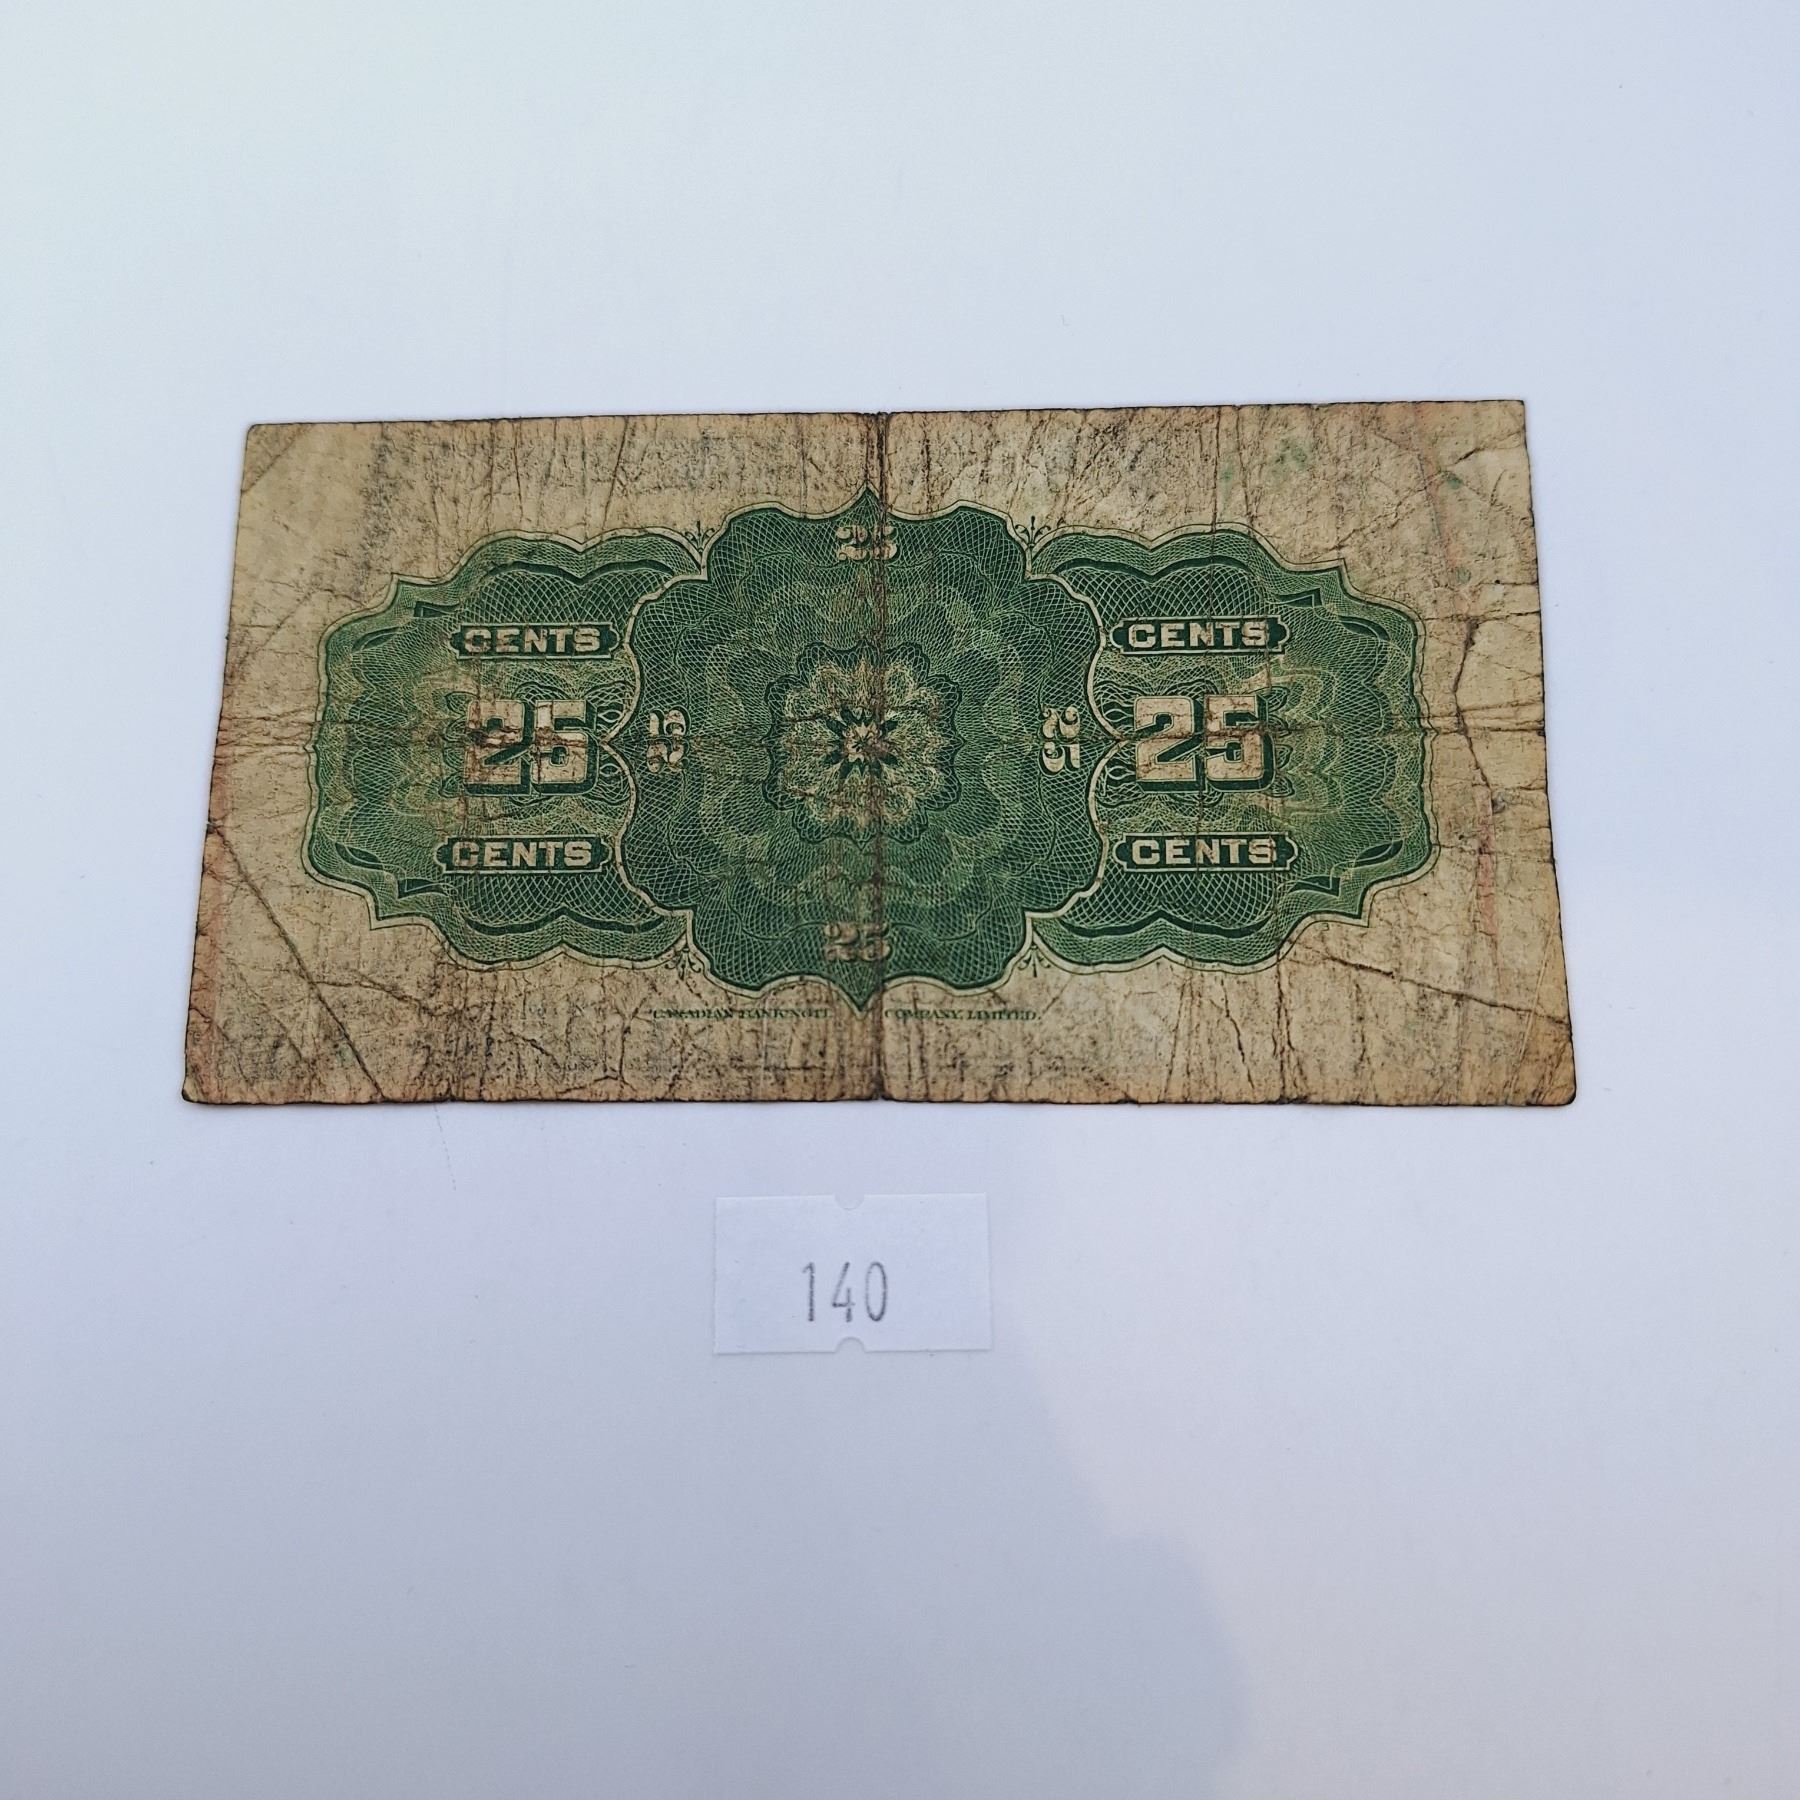 25
CENTS CENTS
25 25 25 25
CENTS CENTS
25
CANADIAN BANK NOTE COMPANY, LIMITED.
140